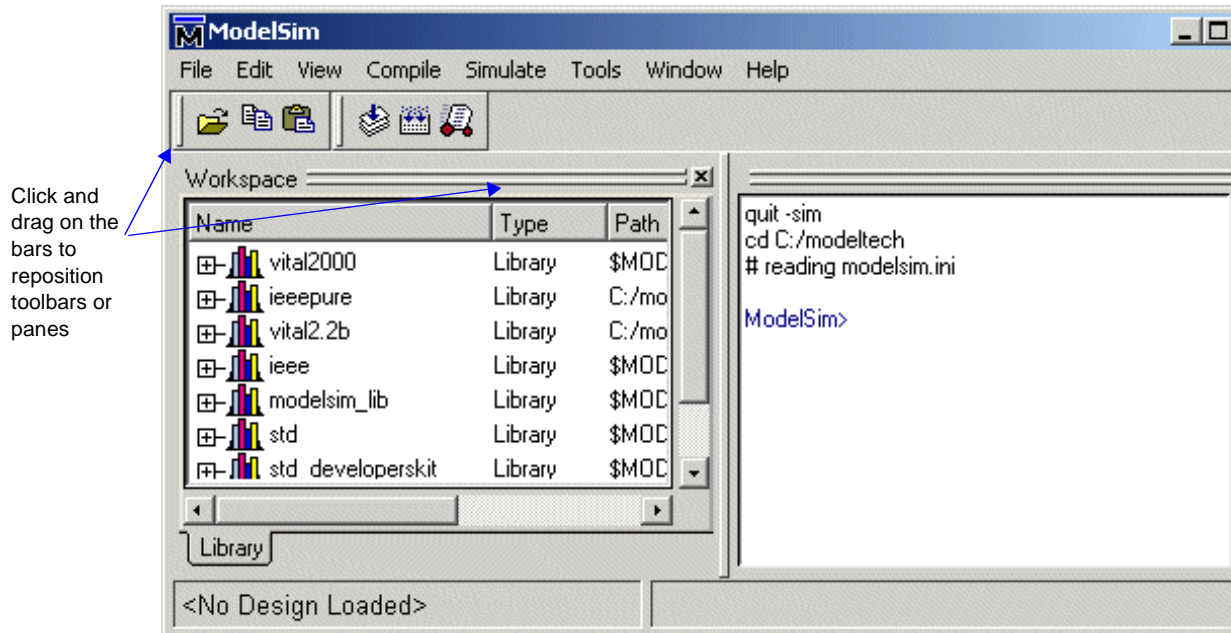 ModelSim
File Edit View Compile Simulate Tools Window Help
Click and
drag on the
bars to
reposition
toolbars or
panes
Workspace
Name Type Path
vital2000 Library $MOD
ieeepure Library C:/mo
vital2.2b Library C:/mo
ieee Library $MOD
modelsim_lib Library $MOD
std Library $MOD
std_developerskit Library $MOD
Library
quit -sim
cd C:/modeltech
# reading modelsim.ini
ModelSim>
<No Design Loaded>